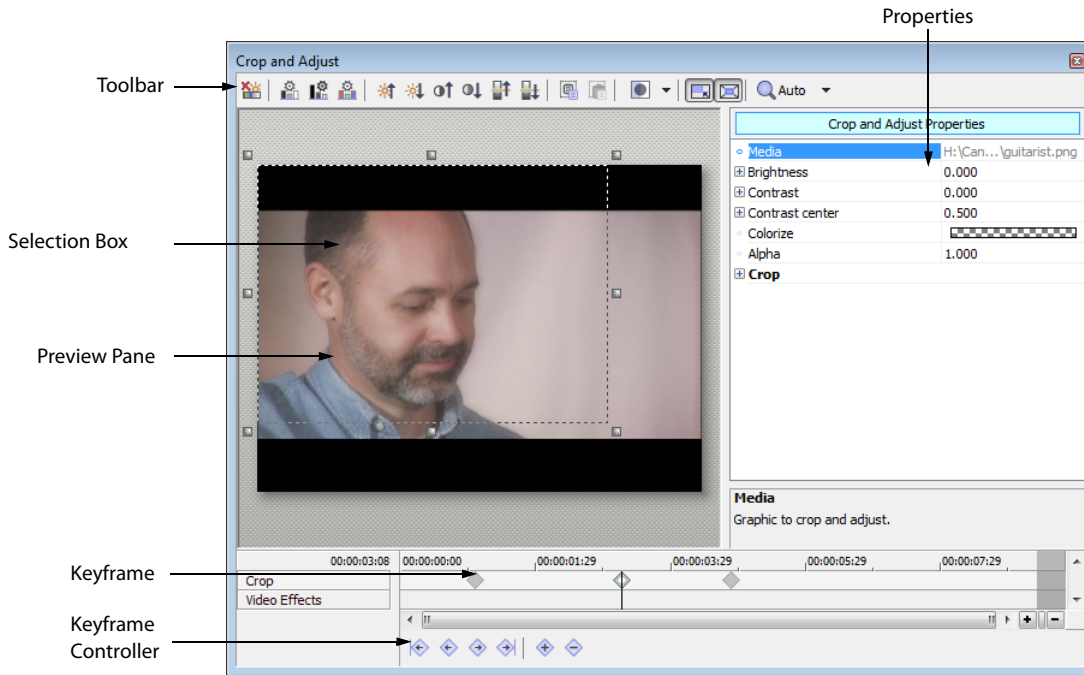 Properties
Crop and Adjust
Toolbar
Auto
Crop and Adjust Properties
Media H:\Can...\guitarist.png
Brightness 0.000
Contrast 0.000
Contrast center 0.500
Colorize
Alpha 1.000
Crop
Selection Box
Preview Pane
Media
Graphic to crop and adjust.
00:00:03:08 00:00:00:00 00:00:01:29 00:00:03:29 00:00:05:29 00:00:07:29
Keyframe
Crop
Video Effects
Keyframe
Controller